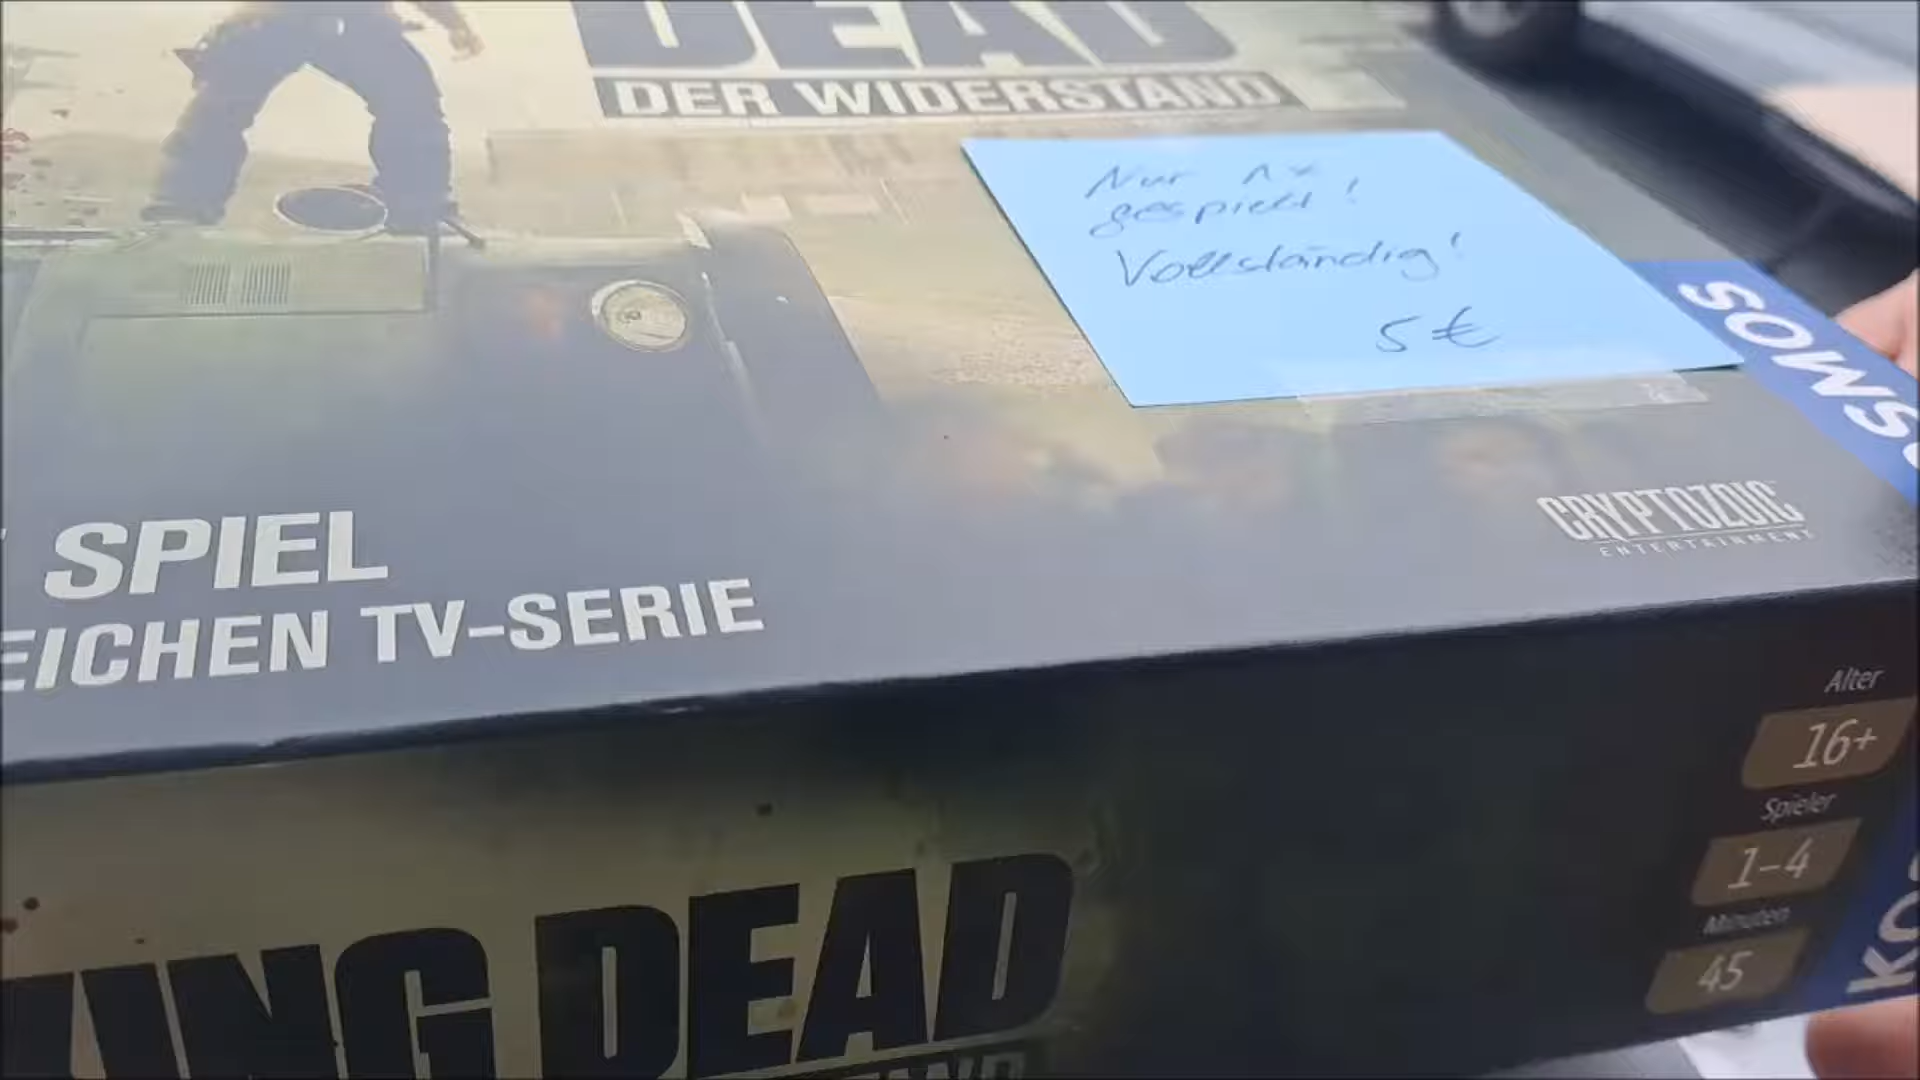 DEAD
DER WIDERSTAND
Nur 1x
gespielt!
Vollständig!
5 €
KOSMOS
SPIEL
EICHEN TV-SERIE
CRYPTOZOIC
ENTERTAINMENT
Alter
16+
Spieler
1-4
Minuten
45
KING DEAD